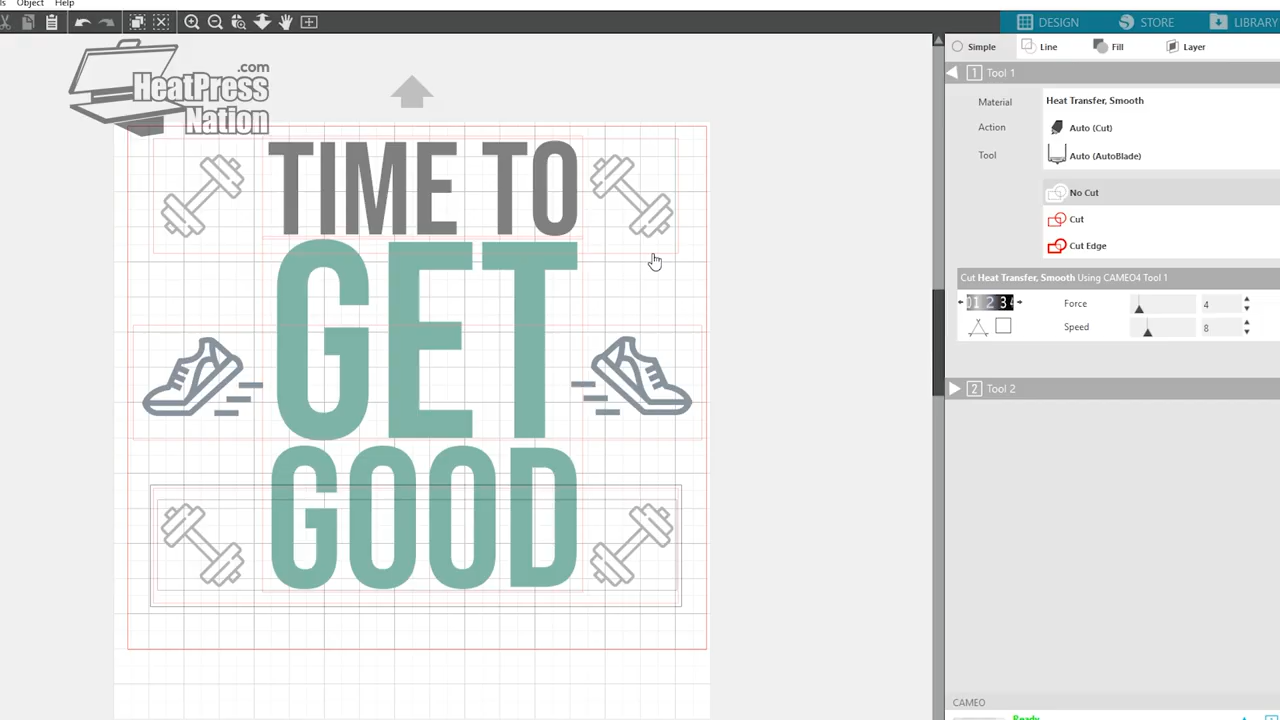 Object Help
DESIGN STORE LIBRARY
Simple Line Fill Layer
.com
HeatPress
Nation
1 Tool 1
Material Heat Transfer, Smooth
Action Auto (Cut)
Tool Auto (AutoBlade)
No Cut
Cut
Cut Edge
Cut Heat Transfer, Smooth Using CAMEO4 Tool 1
Force 4
Speed 8
2 Tool 2
TIME TO
GET
GOOD
CAMEO
Ready